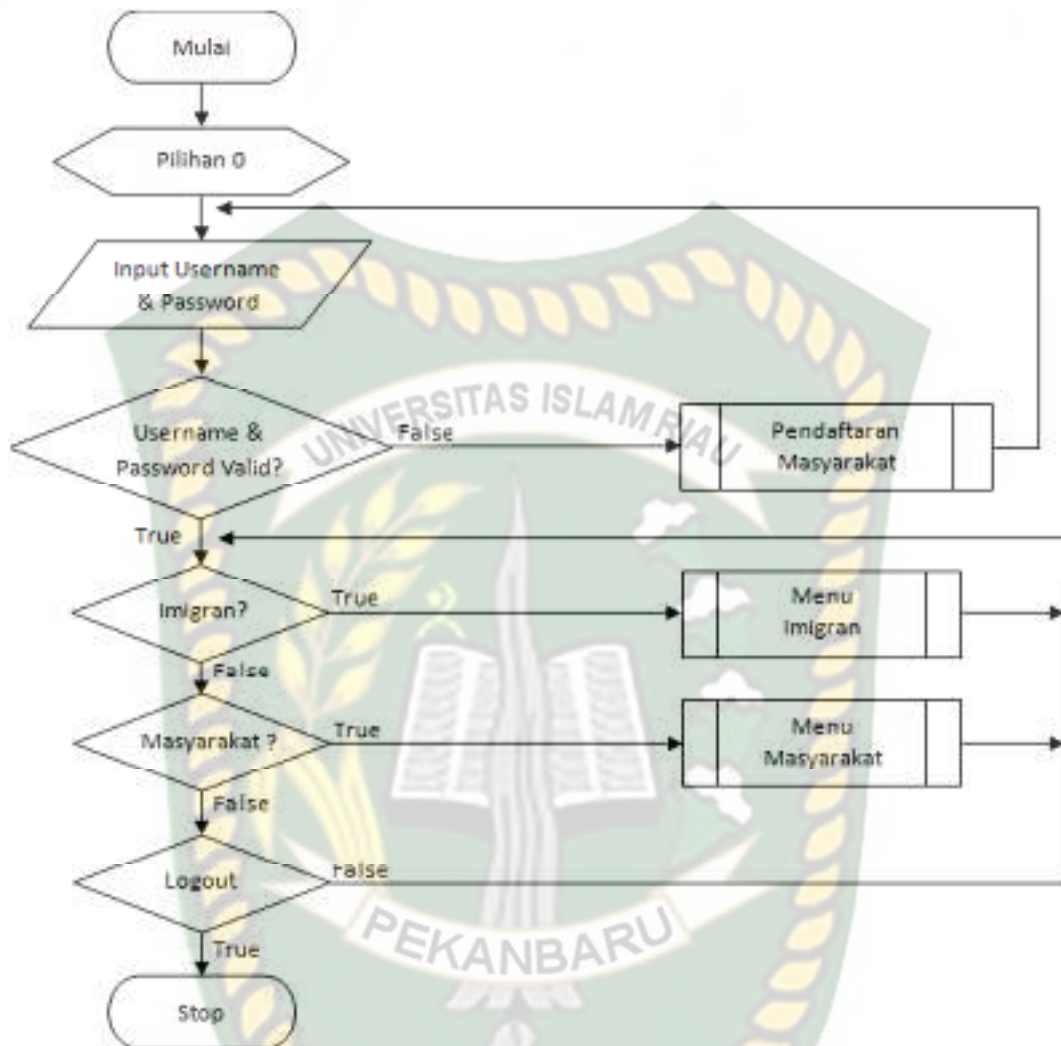 Mulai
Pilihan 0
Input Username
& Password
Username &
Password Valid?
False
Pendaftaran
Masyarakat
True
Imigran?
True
Menu
Imigran
False
Masyarakat ?
True
Menu
Masyarakat
False
Logout
False
True
Stop
UNIVERSITAS ISLAM RIAU
PEKANBARU